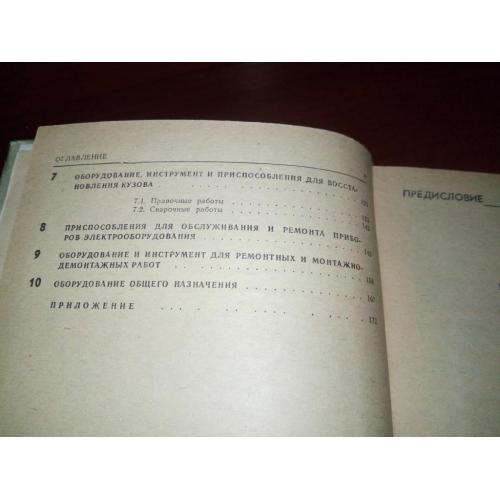 ОГЛАВЛЕНИЕ
7 ОБОРУДОВАНИЕ, ИНСТРУМЕНТ И ПРИСПОСОБЛЕНИЯ ДЛЯ ВОССТА-
НОВЛЕНИЯ КУЗОВА
7.1. Правочные работы
7.2. Сварочные работы
8 ПРИСПОСОБЛЕНИЯ ДЛЯ ОБСЛУЖИВАНИЯ И РЕМОНТА ПРИБО-
РОВ ЭЛЕКТРООБОРУДОВАНИЯ
9 ОБОРУДОВАНИЕ И ИНСТРУМЕНТ ДЛЯ РЕМОНТНЫХ И МОНТАЖНО-
ДЕМОНТАЖНЫХ РАБОТ
10 ОБОРУДОВАНИЕ ОБЩЕГО НАЗНАЧЕНИЯ 167
ПРИЛОЖЕНИЕ 172
ПРЕДИСЛОВИЕ